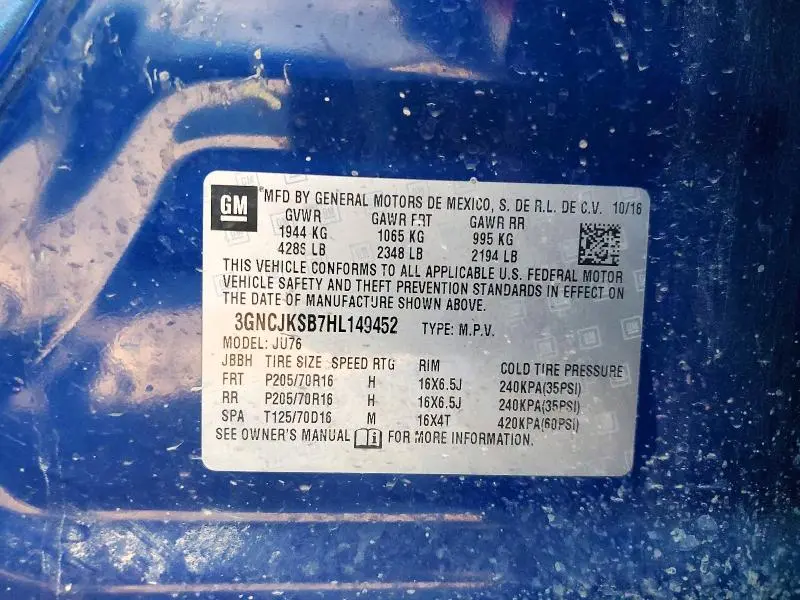 GM MFD BY GENERAL MOTORS DE MEXICO, S. DE R.L. DE C.V. 10/16
GVWR GAWR FRT GAWR RR
1944 KG 1065 KG 995 KG
4285 LB 2348 LB 2194 LB
THIS VEHICLE CONFORMS TO ALL APPLICABLE U.S. FEDERAL MOTOR
VEHICLE SAFETY AND THEFT PREVENTION STANDARDS IN EFFECT ON
THE DATE OF MANUFACTURE SHOWN ABOVE.
3GNCJKSB7HL149452 TYPE: M.P.V.
MODEL: JU76
JBBH TIRE SIZE SPEED RTG RIM COLD TIRE PRESSURE
FRT P205/70R16 H 16X6.5J 240KPA(35PSI)
RR P205/70R16 H 16X6.5J 240KPA(35PSI)
SPA T125/70D16 M 16X4T 420KPA(60PSI)
SEE OWNER'S MANUAL FOR MORE INFORMATION.